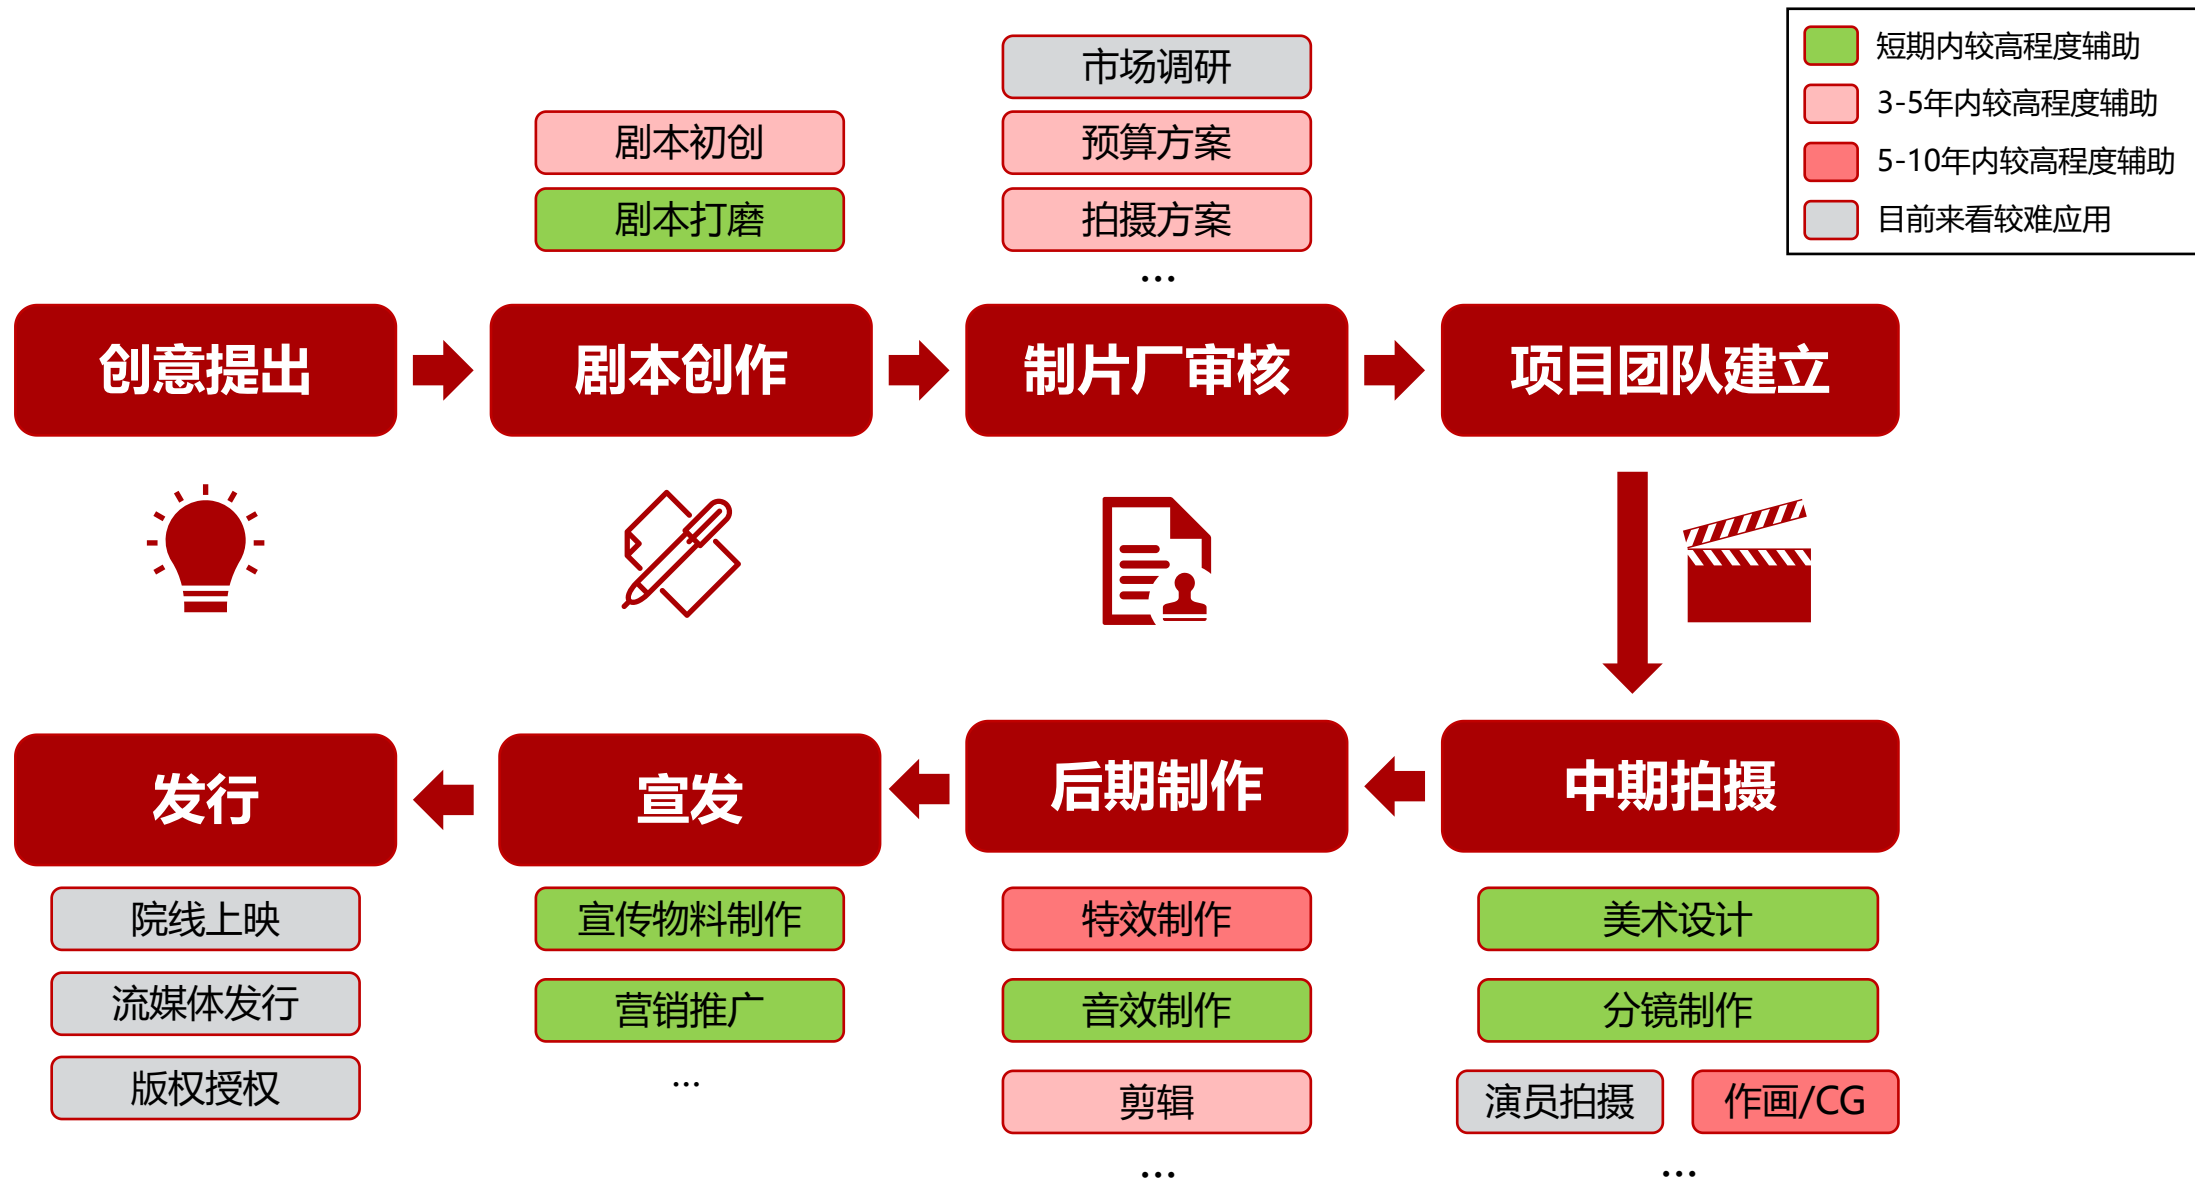 短期内较高程度辅助
3-5年内较高程度辅助
5-10年内较高程度辅助
目前来看较难应用
市场调研
剧本初创
预算方案
剧本打磨
拍摄方案
...
创意提出
剧本创作
制片厂审核
项目团队建立
发行
宣发
后期制作
中期拍摄
院线上映
宣传物料制作
特效制作
美术设计
流媒体发行
营销推广
音效制作
分镜制作
版权授权
...
剪辑
演员拍摄
作画/CG
...
...